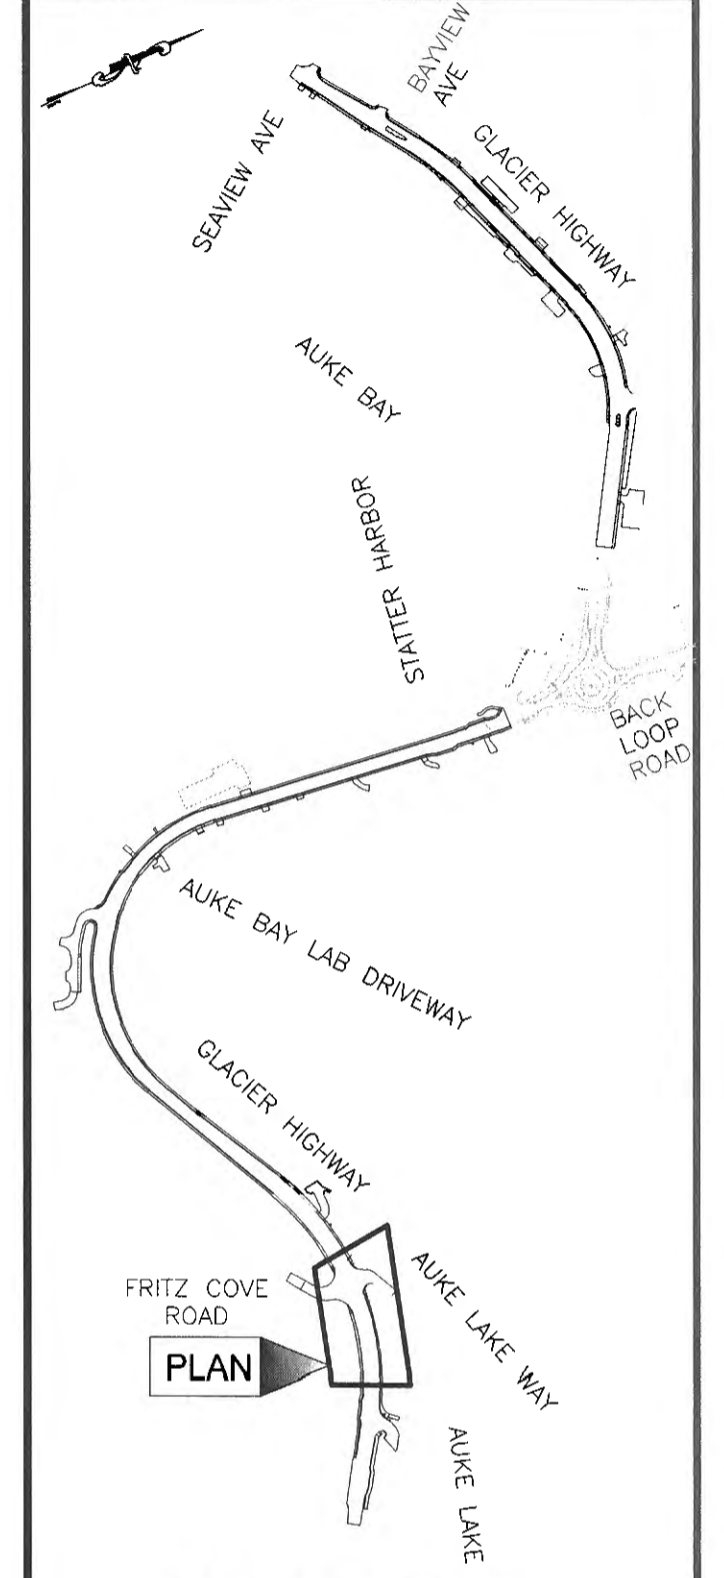 BAYVIEW
AVE
SEAVIEW AVE
GLACIER HIGHWAY
AUKE BAY
STATTER HARBOR
BACK
LOOP
ROAD
AUKE BAY LAB DRIVEWAY
GLACIER HIGHWAY
FRITZ COVE
ROAD
AUKE LAKE WAY
PLAN
AUKE LAKE